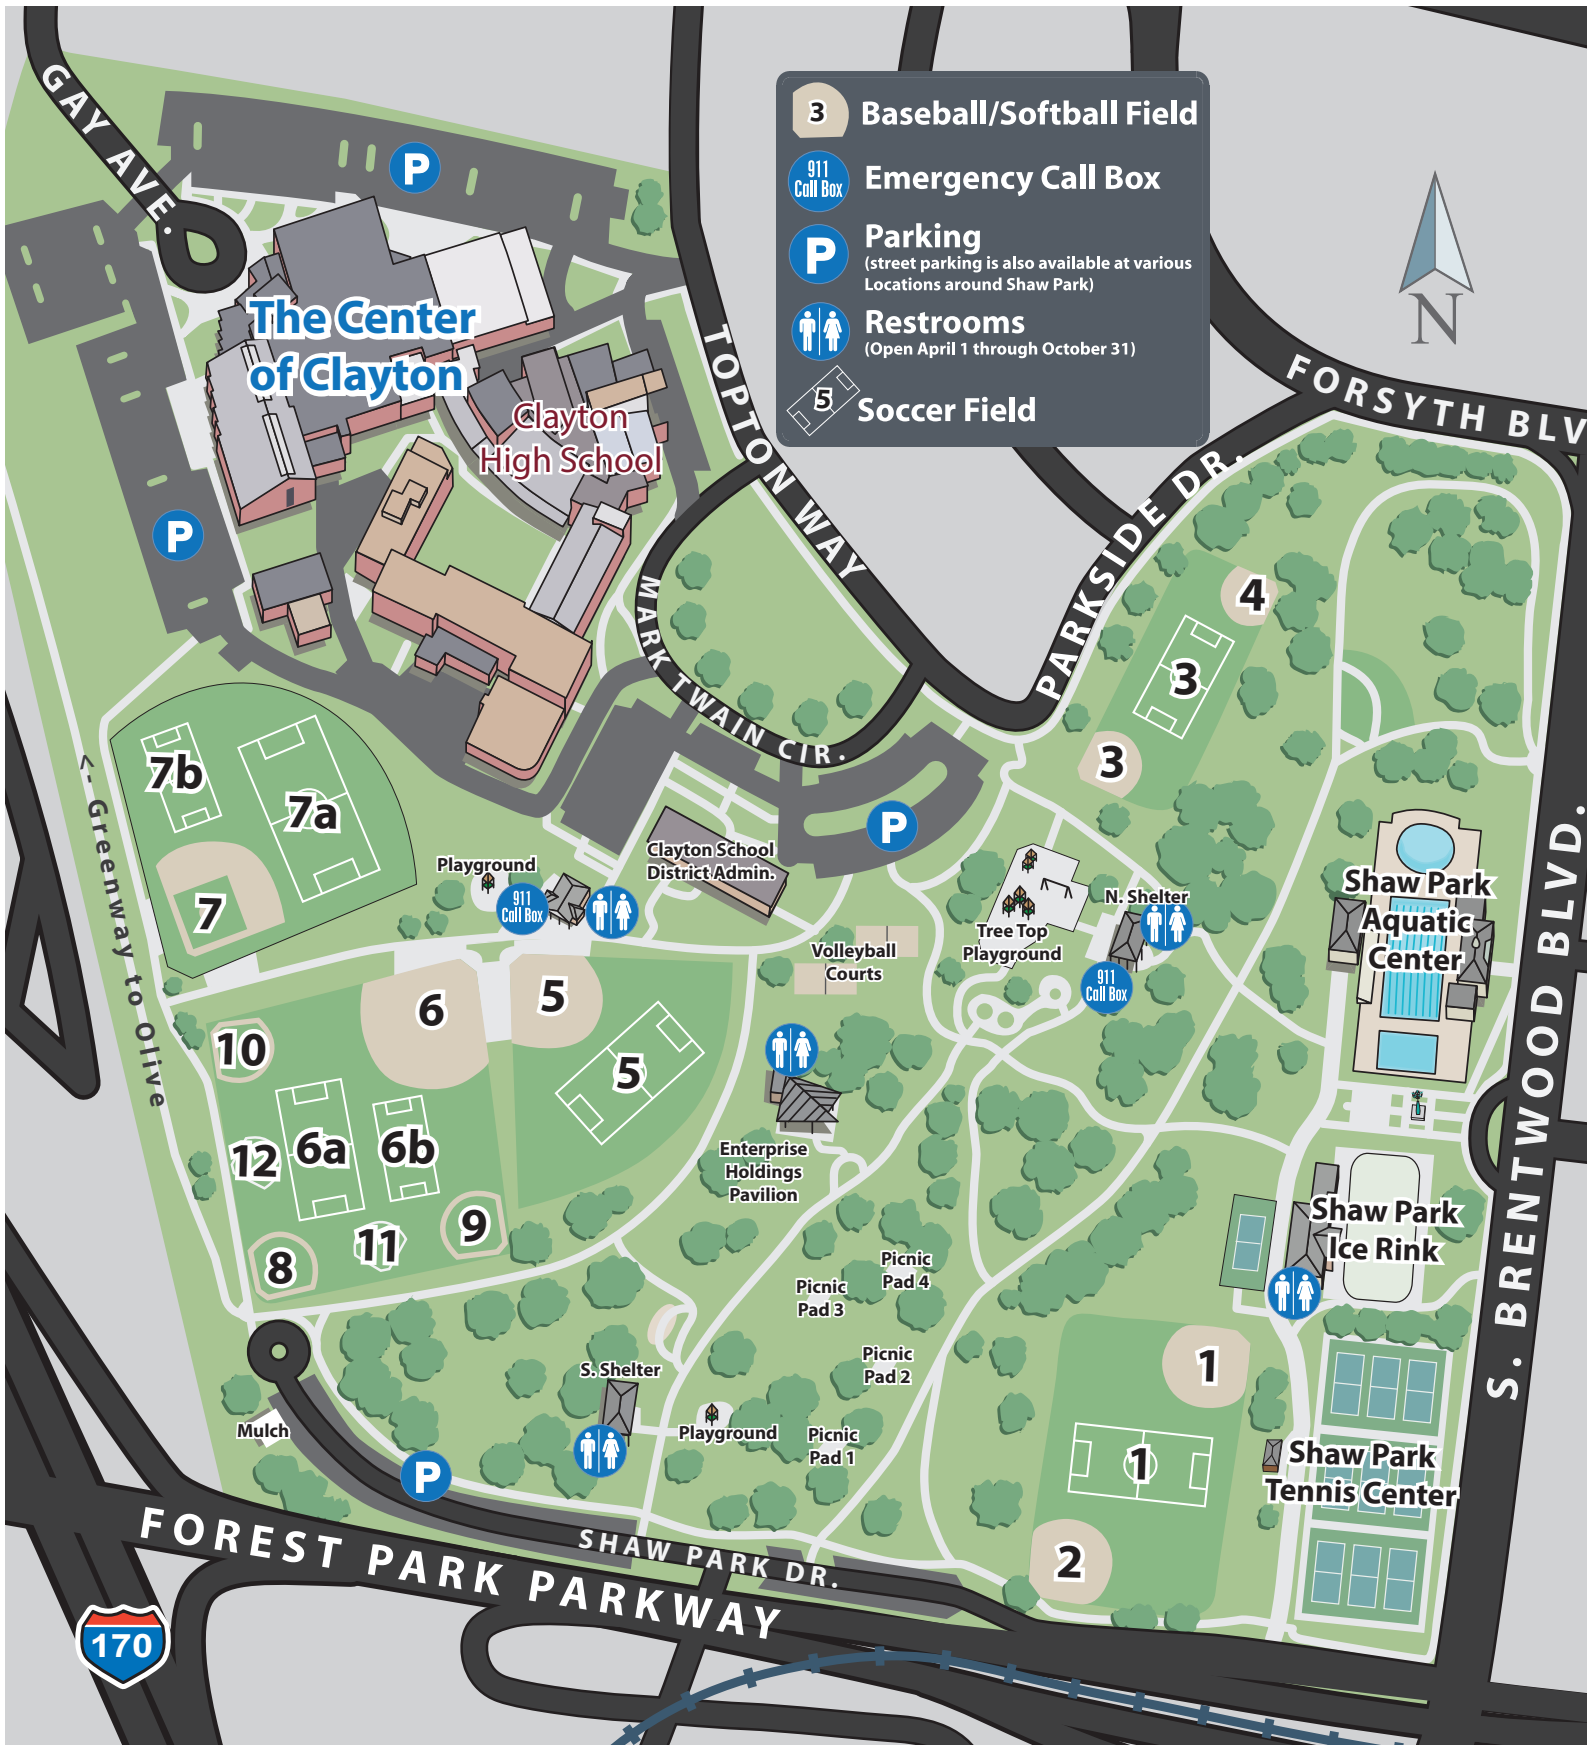 GAY AVE.
P
3
Baseball/Softball Field
911
Call Box
Emergency Call Box
P
Parking
(street parking is also available at various
Locations around Shaw Park)
Restrooms
(Open April 1 through October 31)
5
Soccer Field
N
The Center
of Clayton
Clayton
High School
TOPTON WAY
FORSYTH BLV
PARKSIDE DR.
P
MARK TWAIN CIR.
4
3
3
7b
7a
7
<- Greenway to Olive
P
Playground
911
Call Box
Clayton School
District Admin.
Volleyball
Courts
Tree Top
Playground
N. Shelter
911
Call Box
Shaw Park
Aquatic
Center
S. BRENTWOOD BLVD.
6
5
10
5
12
6a
6b
11
9
8
Enterprise
Holdings
Pavilion
Shaw Park
Ice Rink
Picnic
Pad 4
Picnic
Pad 3
Picnic
Pad 2
Picnic
Pad 1
S. Shelter
Playground
Mulch
P
1
1
2
Shaw Park
Tennis Center
SHAW PARK DR.
FOREST PARK PARKWAY
170